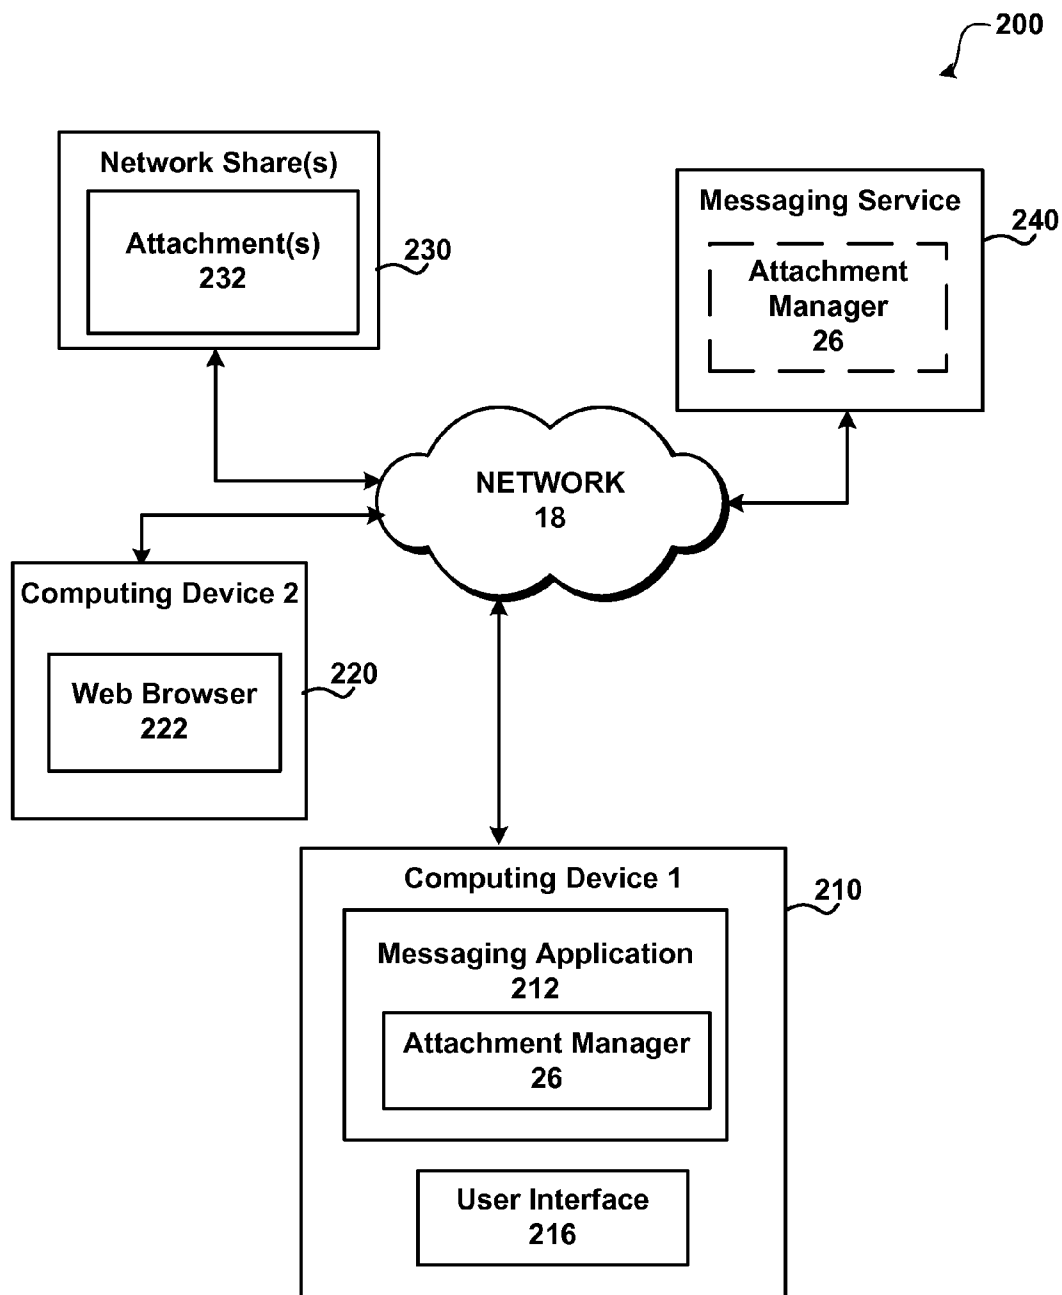 200
Network Share(s)
Attachment(s)
232
230
Messaging Service
Attachment
Manager
26
240
NETWORK
18
Computing Device 2
Web Browser
222
220
Computing Device 1
210
Messaging Application
212
Attachment Manager
26
User Interface
216